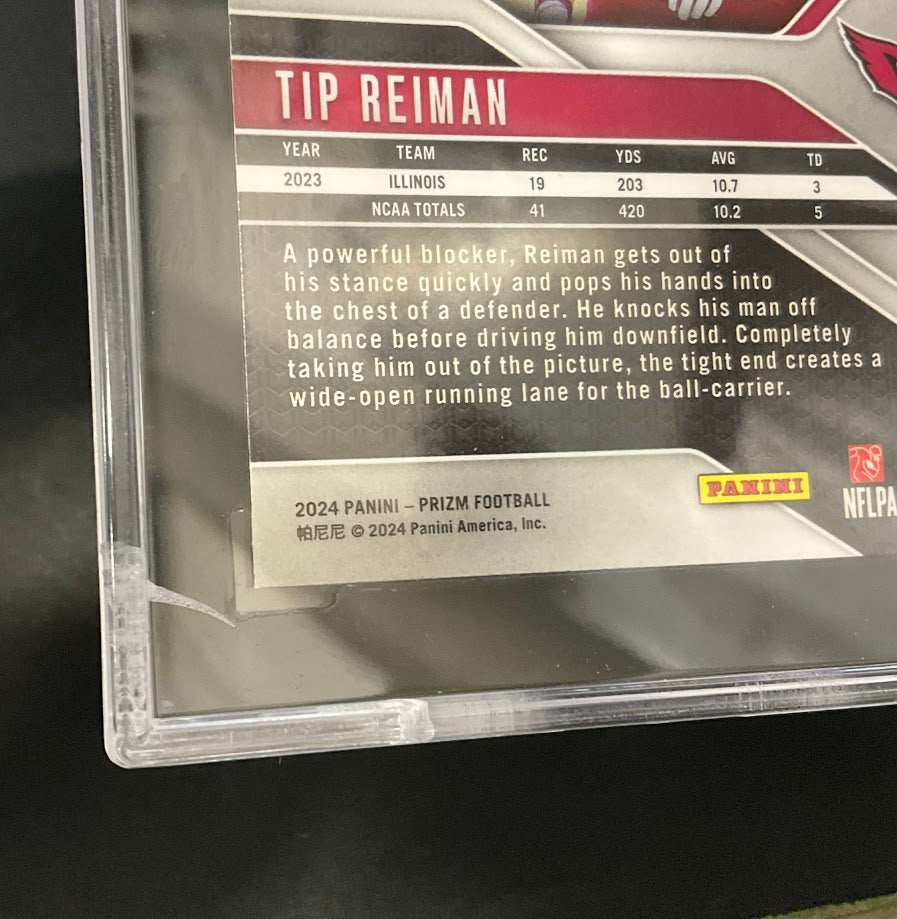 TIP REIMAN
YEAR TEAM REC YDS AVG TD
2023 ILLINOIS 19 203 10.7 3
NCAA TOTALS 41 420 10.2 5
A powerful blocker, Reiman gets out of
his stance quickly and pops his hands into
the chest of a defender. He knocks his man off
balance before driving him downfield. Completely
taking him out of the picture, the tight end creates a
wide-open running lane for the ball-carrier.
2024 PANINI – PRIZM FOOTBALL
帕尼尼 © 2024 Panini America, Inc.
PANINI
NFLPA